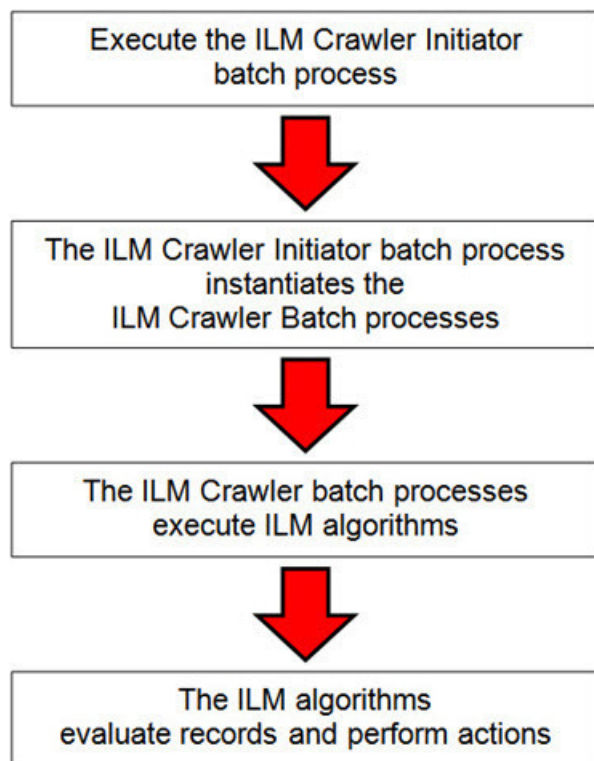 Execute the ILM Crawler Initiator
batch process
The ILM Crawler Initiator batch process
instantiates the
ILM Crawler Batch processes
The ILM Crawler batch processes
execute ILM algorithms
The ILM algorithms
evaluate records and perform actions